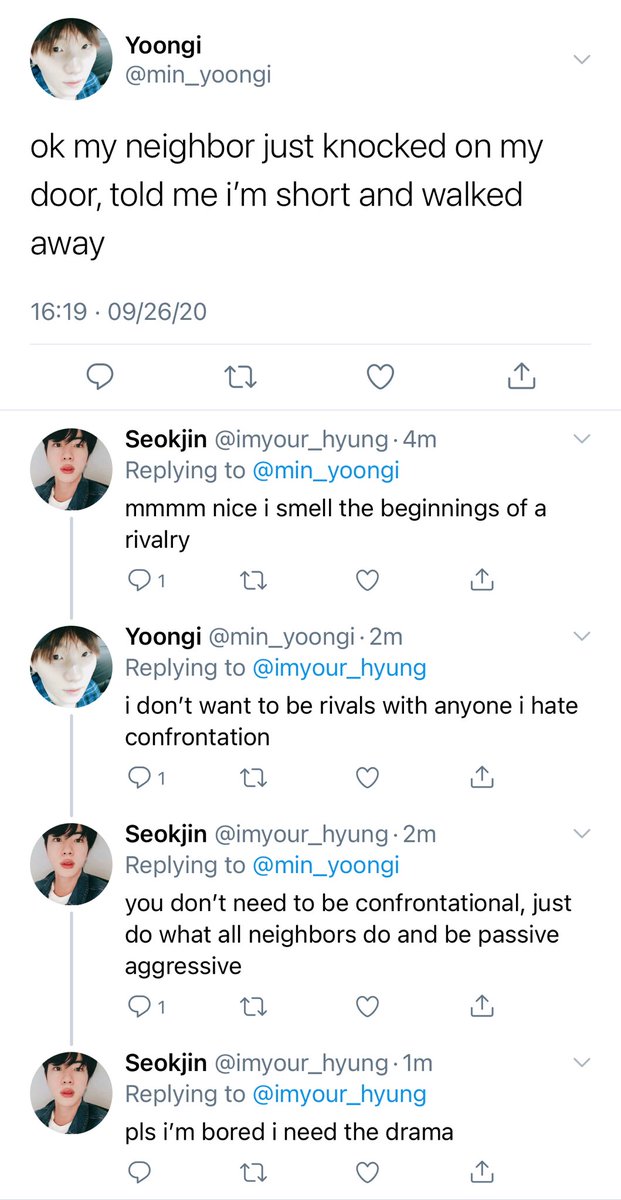 Yoongi
@min_yoongi
ok my neighbor just knocked on my
door, told me i’m short and walked
away
16:19 · 09/26/20
Seokjin @imyour_hyung · 4m
Replying to @min_yoongi
mmmm nice i smell the beginnings of a
rivalry
1
Yoongi @min_yoongi · 2m
Replying to @imyour_hyung
i don’t want to be rivals with anyone i hate
confrontation
1
Seokjin @imyour_hyung · 2m
Replying to @min_yoongi
you don’t need to be confrontational, just
do what all neighbors do and be passive
aggressive
1
Seokjin @imyour_hyung · 1m
Replying to @imyour_hyung
pls i’m bored i need the drama